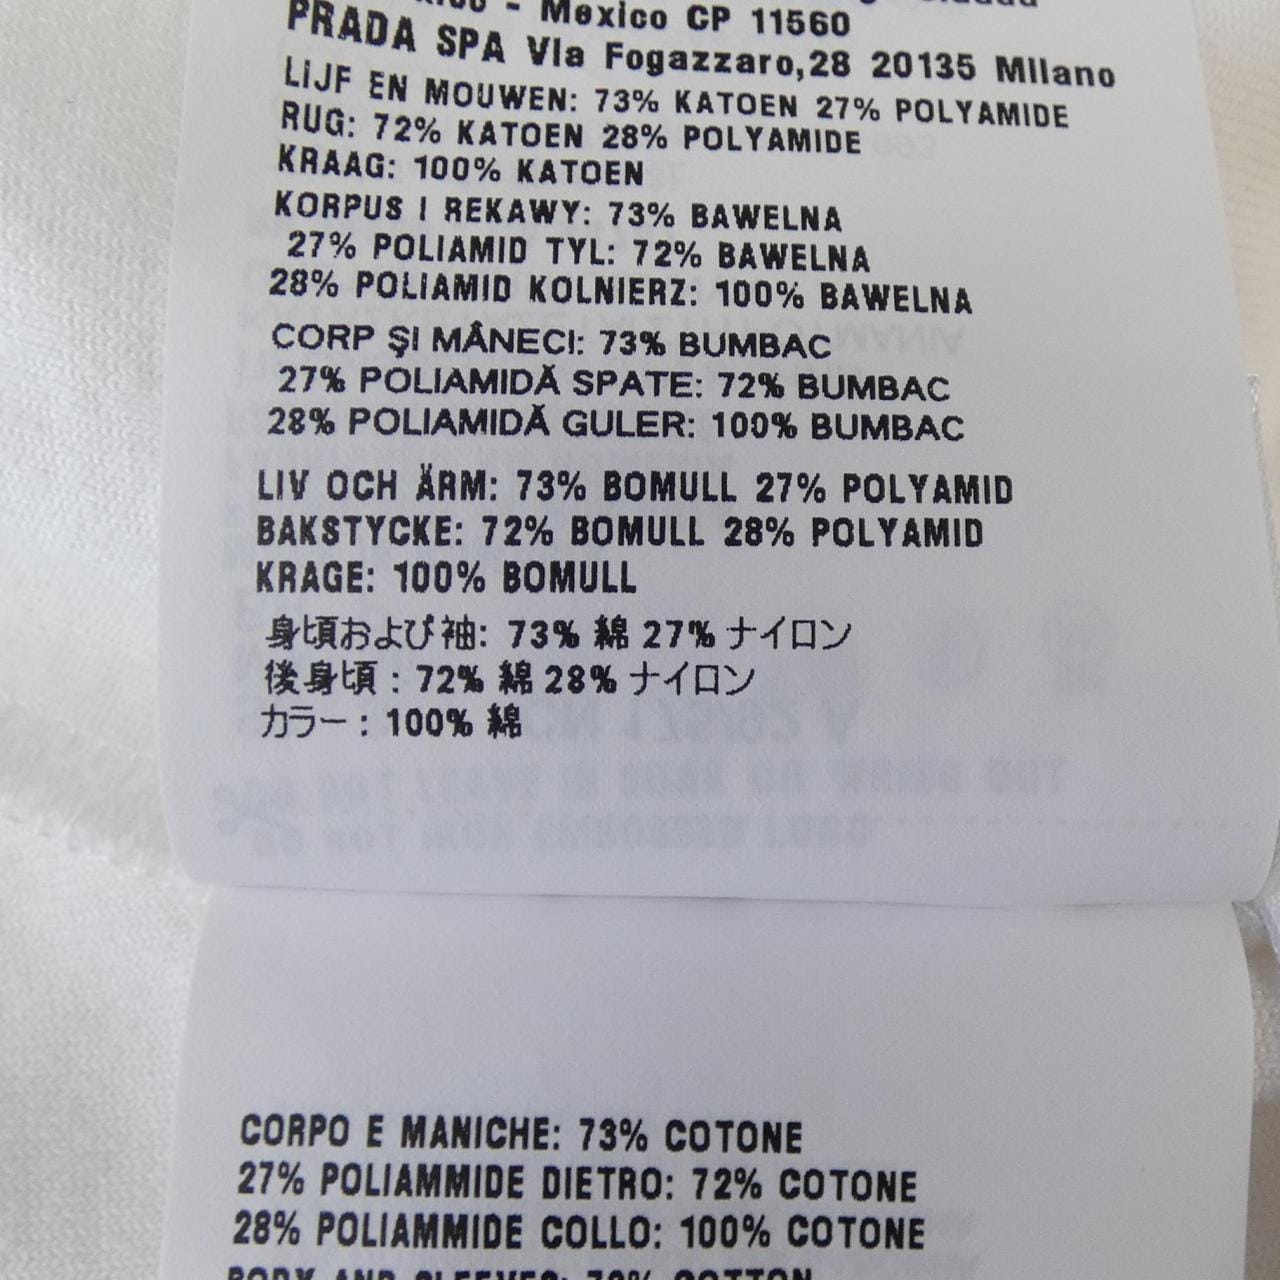 - Mexico CP 11560
PRADA SPA Via Fogazzaro,28 20135 Milano
LIJF EN MOUWEN: 73% KATOEN 27% POLYAMIDE
RUG: 72% KATOEN 28% POLYAMIDE
KRAAG: 100% KATOEN
KORPUS I REKAWY: 73% BAWELNA
27% POLIAMID TYL: 72% BAWELNA
28% POLIAMID KOLNIERZ: 100% BAWELNA
CORP ŞI MÂNECI: 73% BUMBAC
27% POLIAMIDĂ SPATE: 72% BUMBAC
28% POLIAMIDĂ GULER: 100% BUMBAC
LIV OCH ÄRM: 73% BOMULL 27% POLYAMID
BAKSTYCKE: 72% BOMULL 28% POLYAMID
KRAGE: 100% BOMULL
身頃および袖: 73% 綿 27% ナイロン
後身頃 : 72% 綿 28% ナイロン
カラー : 100% 綿
CORPO E MANICHE: 73% COTONE
27% POLIAMMIDE DIETRO: 72% COTONE
28% POLIAMMIDE COLLO: 100% COTONE
BODY AND SLEEVES: 73% COTTON